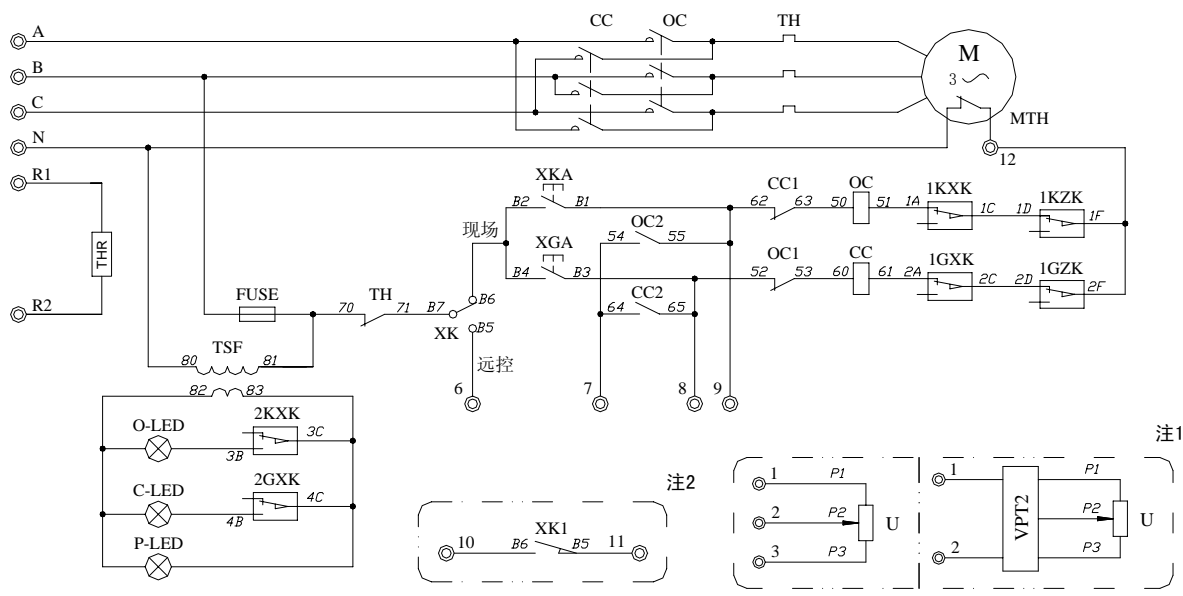 CC OC TH
A
B
C
N
M
3
MTH
12
R1
THR
R2
XKA
B2 B1
CC1
62 63
OC
50 51
1KXK
1A 1C
1KZK
1D 1F
现场
OC2
54 55
XGA
B4 B3
OC1
52 53
CC
60 61
1GXK
2A 2C
1GZK
2D 2F
FUSE
TH
70 71
B7 B6
XK B5
CC2
64 65
远控
6 7 8 9
TSF
80 81
82 83
O-LED
3B
2KXK
3C
C-LED
4B
2GXK
4C
P-LED
注2
10 B6 XK1 B5 11
注1
1 P1
2 P2 U
3 P3
1 P1
VPT2 P2 U
2 P3